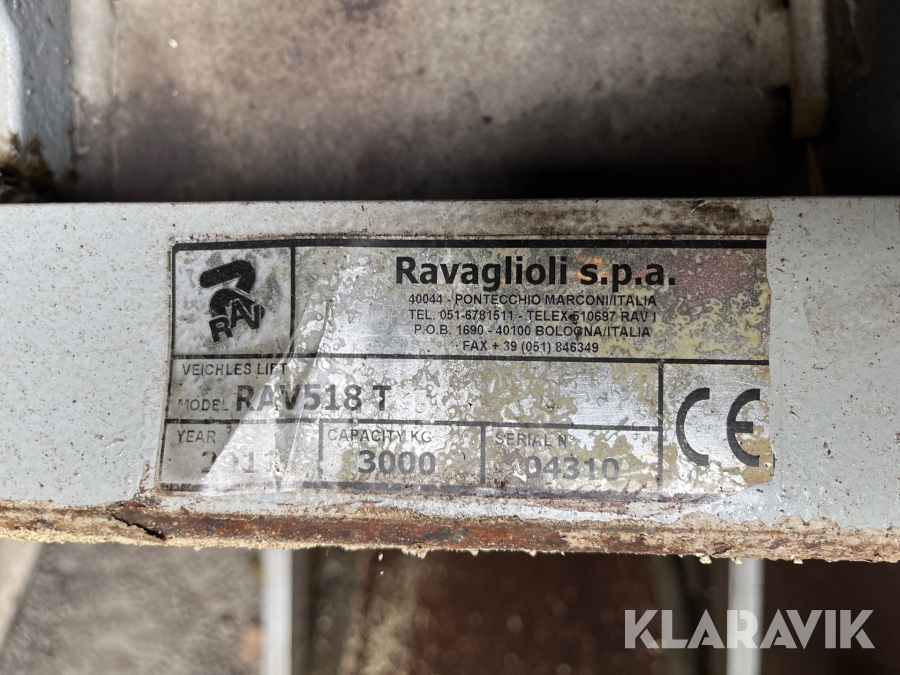 RAV
Ravaglioli s.p.a.
40044 - PONTECCHIO MARCONI/ITALIA
TEL. 051-6781511 - TELEX 510697 RAV I
P.O.B. 1690 - 40100 BOLOGNA/ITALIA
FAX + 39 (051) 846349
VEICHLES LIFT
MODEL RAV518 T
YEAR
CAPACITY KG
3000
SERIAL N°
04310
CE
KLARAVIK